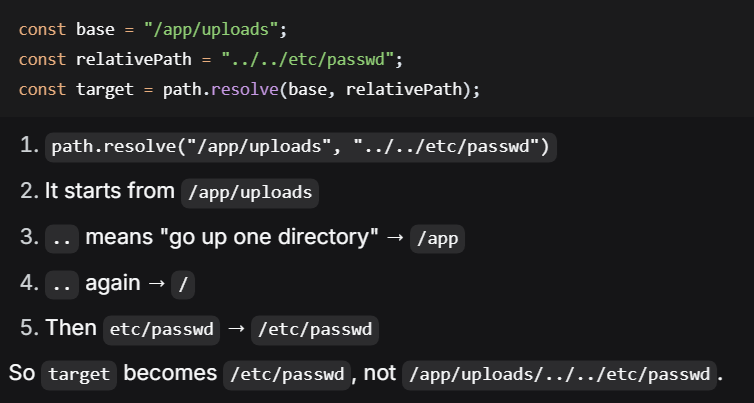 const base = "/app/uploads";
const relativePath = "../../etc/passwd";
const target = path.resolve(base, relativePath);
1. path.resolve("/app/uploads", "../../etc/passwd")
2. It starts from /app/uploads
3. .. means "go up one directory" → /app
4. .. again → /
5. Then etc/passwd → /etc/passwd
So target becomes /etc/passwd, not /app/uploads/../../etc/passwd.